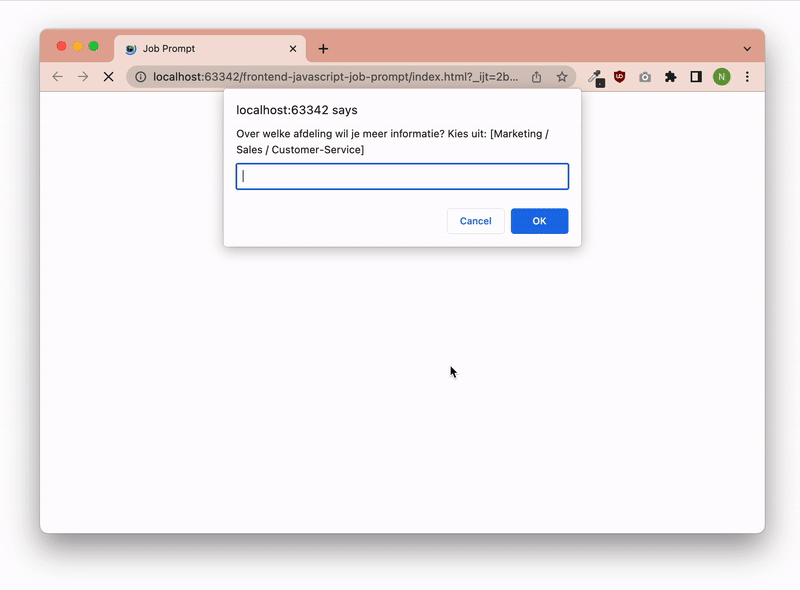 Job Prompt
localhost:63342/frontend-javascript-job-prompt/index.html?_ijt=2b...
N
localhost:63342 says
Over welke afdeling wil je meer informatie? Kies uit: [Marketing /
Sales / Customer-Service]
Cancel
OK